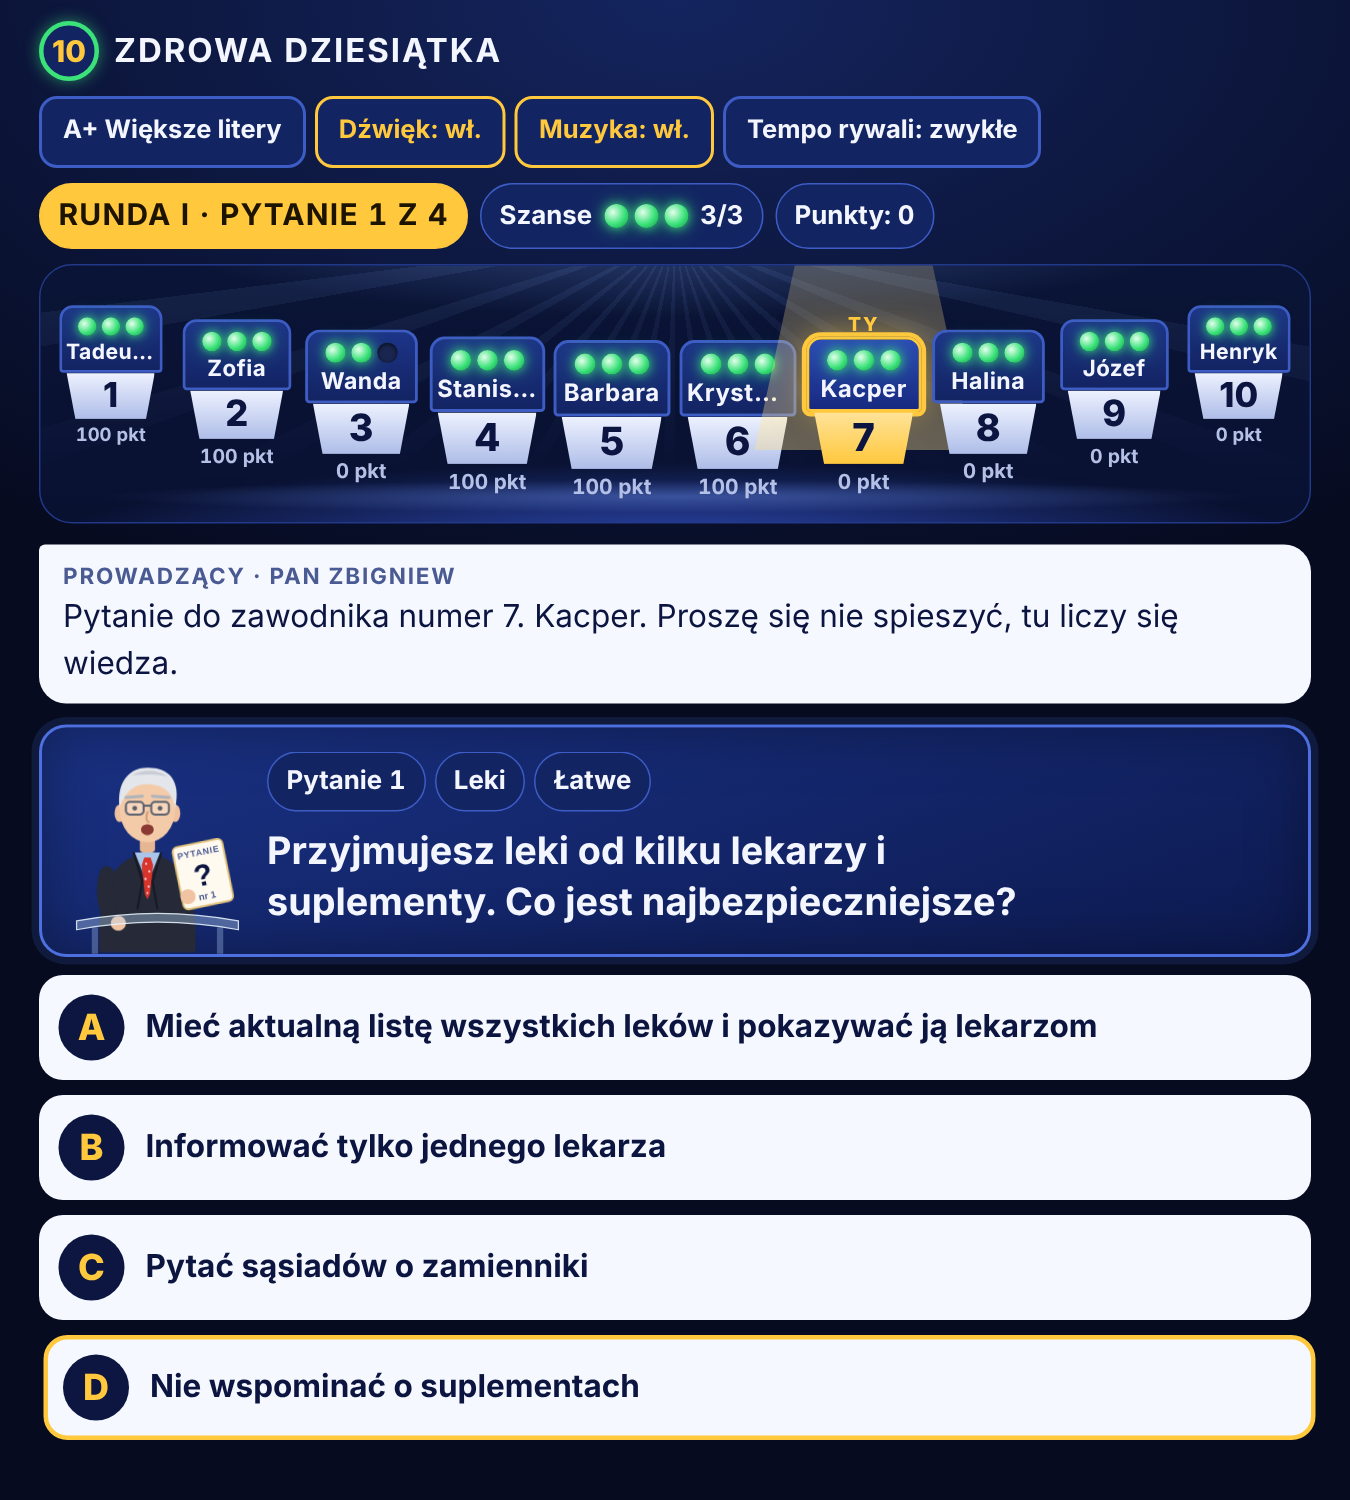 10 ZDROWA DZIESIĄTKA
A+ Większe litery Dźwięk: wł. Muzyka: wł. Tempo rywali: zwykłe
RUNDA I · PYTANIE 1 Z 4 Szanse 3/3 Punkty: 0
TY
Tadeu... Zofia Wanda Stanis... Barbara Kryst... Kacper Halina Józef Henryk
1 2 3 4 5 6 7 8 9 10
100 pkt 100 pkt 0 pkt 100 pkt 100 pkt 100 pkt 0 pkt 0 pkt 0 pkt 0 pkt
PROWADZĄCY · PAN ZBIGNIEW
Pytanie do zawodnika numer 7. Kacper. Proszę się nie spieszyć, tu liczy się
wiedza.
PYTANIE
?
nr 1
Pytanie 1 Leki Łatwe
Przyjmujesz leki od kilku lekarzy i
suplementy. Co jest najbezpieczniejsze?
A Mieć aktualną listę wszystkich leków i pokazywać ją lekarzom
B Informować tylko jednego lekarza
C Pytać sąsiadów o zamienniki
D Nie wspominać o suplementach